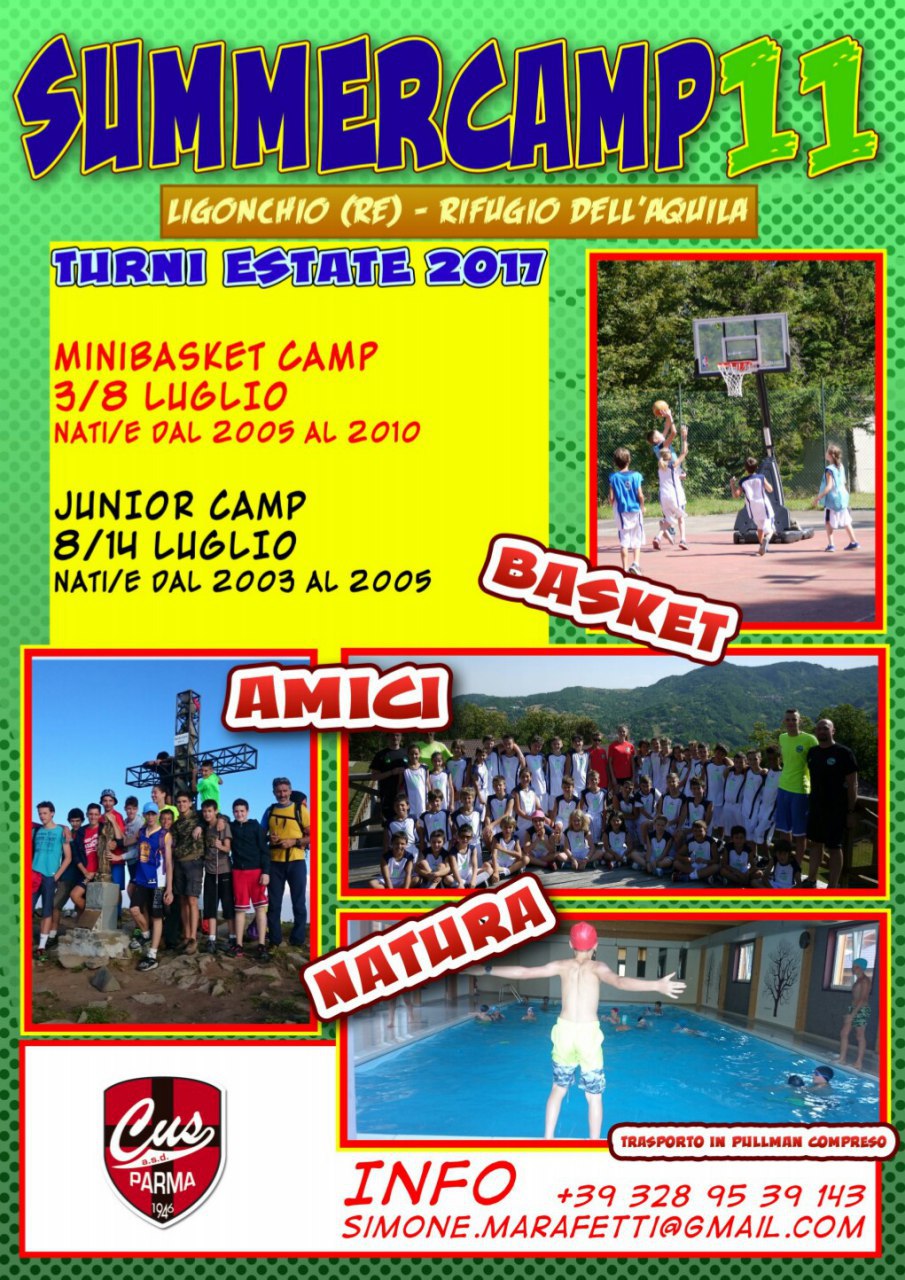 SUMMERCAMP 11
LIGONCHIO (RE) - RIFUGIO DELL'AQUILA
TURNI ESTATE 2017
MINIBASKET CAMP
3/8 LUGLIO
NATI/E DAL 2005 AL 2010
JUNIOR CAMP
8/14 LUGLIO
NATI/E DAL 2003 AL 2005
BASKET
AMICI
NATURA
TRASPORTO IN PULLMAN COMPRESO
Cus
a.s.d.
PARMA
1946
INFO +39 328 95 39 143
SIMONE.MARAFETTI@GMAIL.COM